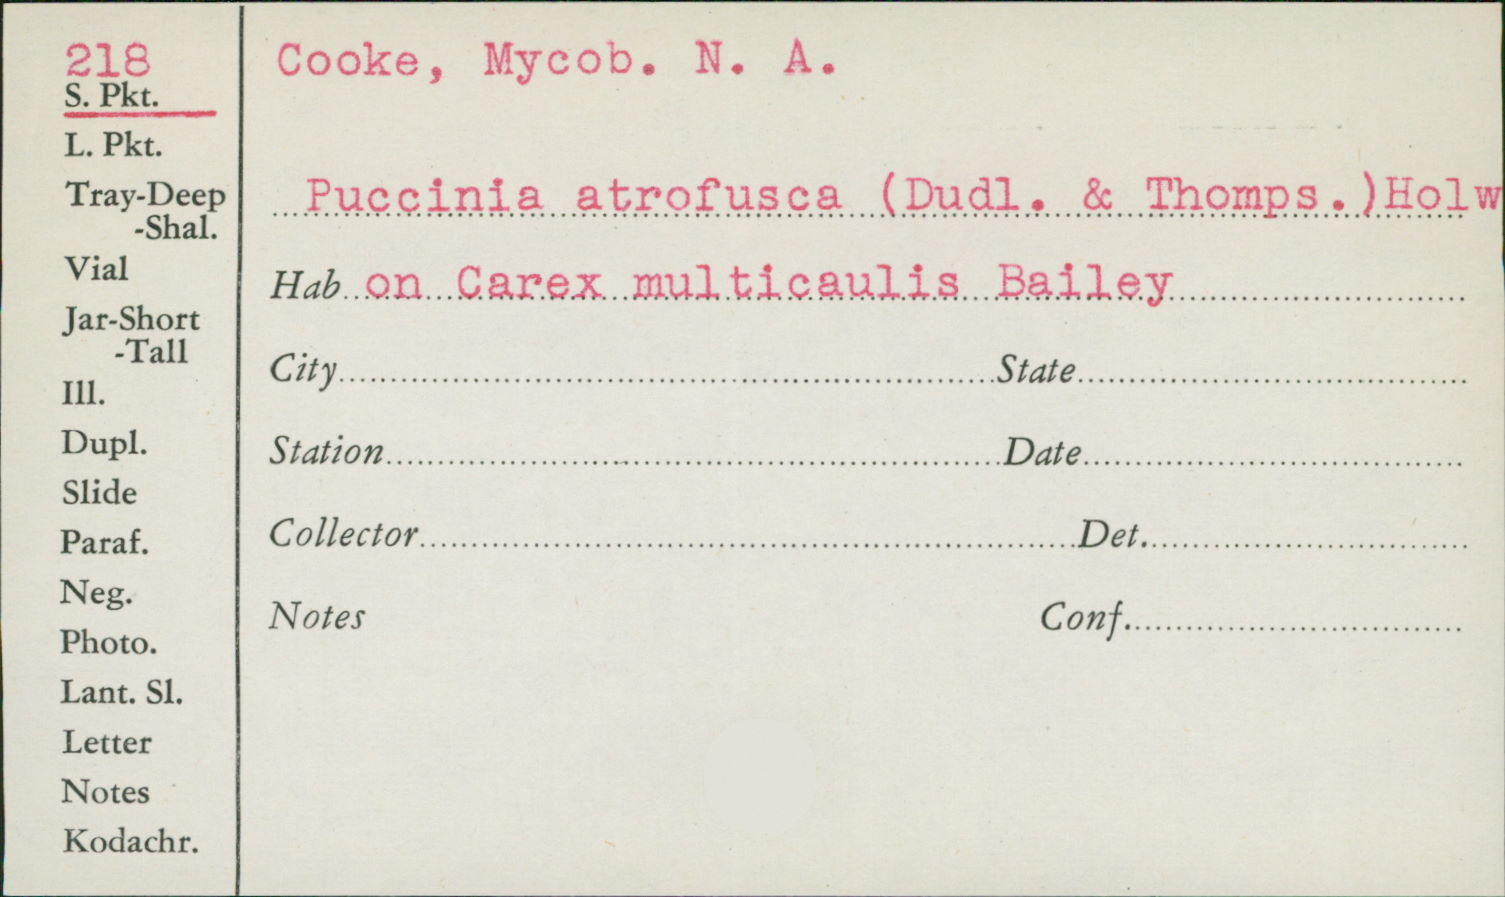 218
S. Pkt.
L. Pkt.
Tray-Deep
-Shal.
Vial
Jar-Short
-Tall
Ill.
Dupl.
Slide
Paraf.
Neg.
Photo.
Lant. Sl.
Letter
Notes
Kodachr.
Cooke, Mycob. N. A.
Puccinia atrofusca (Dudl. & Thomps.)Holw
Hab on Carex multicaulis Bailey
City State
Station Date
Collector Det.
Notes Conf.